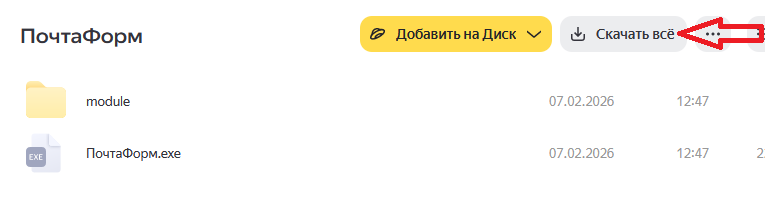 ПочтаФорм
Добавить на Диск
Скачать всё
module 07.02.2026 12:47
EXE ПочтаФорм.exe 07.02.2026 12:47